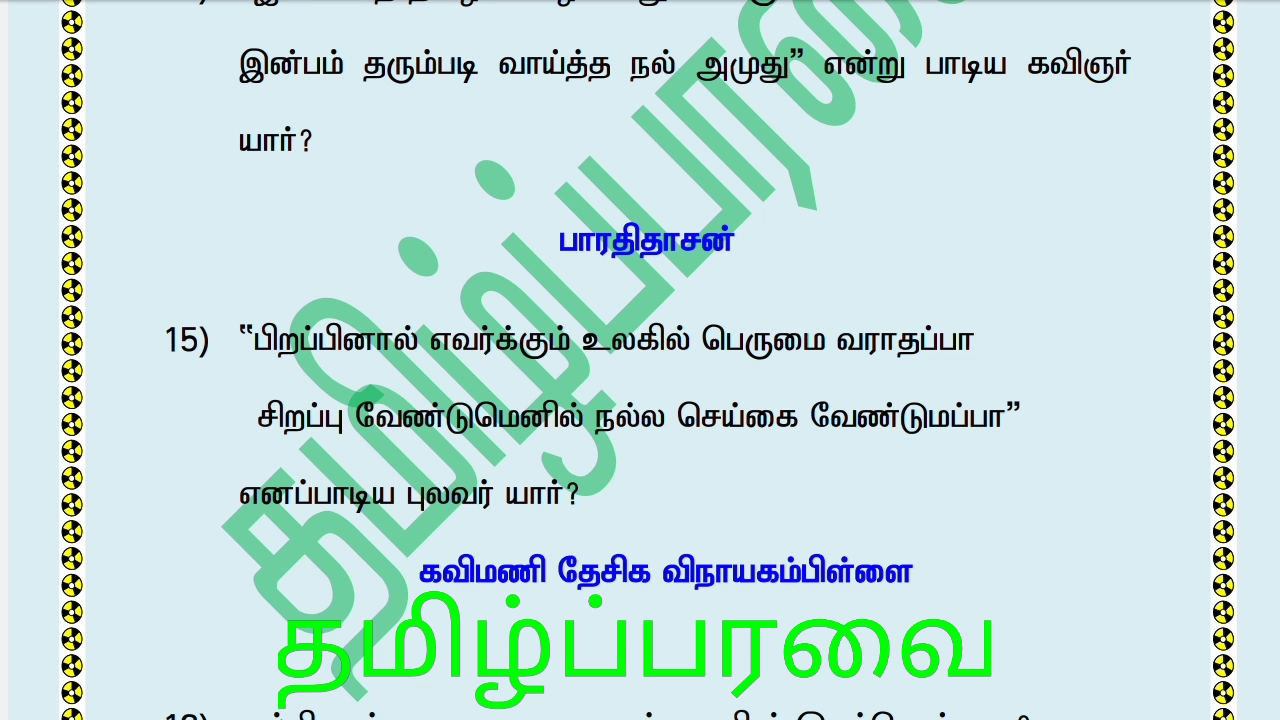 இன்பம் தரும்படி வாய்த்த நல் அமுது” என்று பாடிய கவிஞர்
யார்?
பாரதிதாசன்
15) “பிறப்பினால் எவர்க்கும் உலகில் பெருமை வராதப்பா
சிறப்பு வேண்டுமெனில் நல்ல செய்கை வேண்டுமப்பா”
எனப்பாடிய புலவர் யார்?
கவிமணி தேசிக விநாயகம்பிள்ளை
தமிழ்ப்பரவை